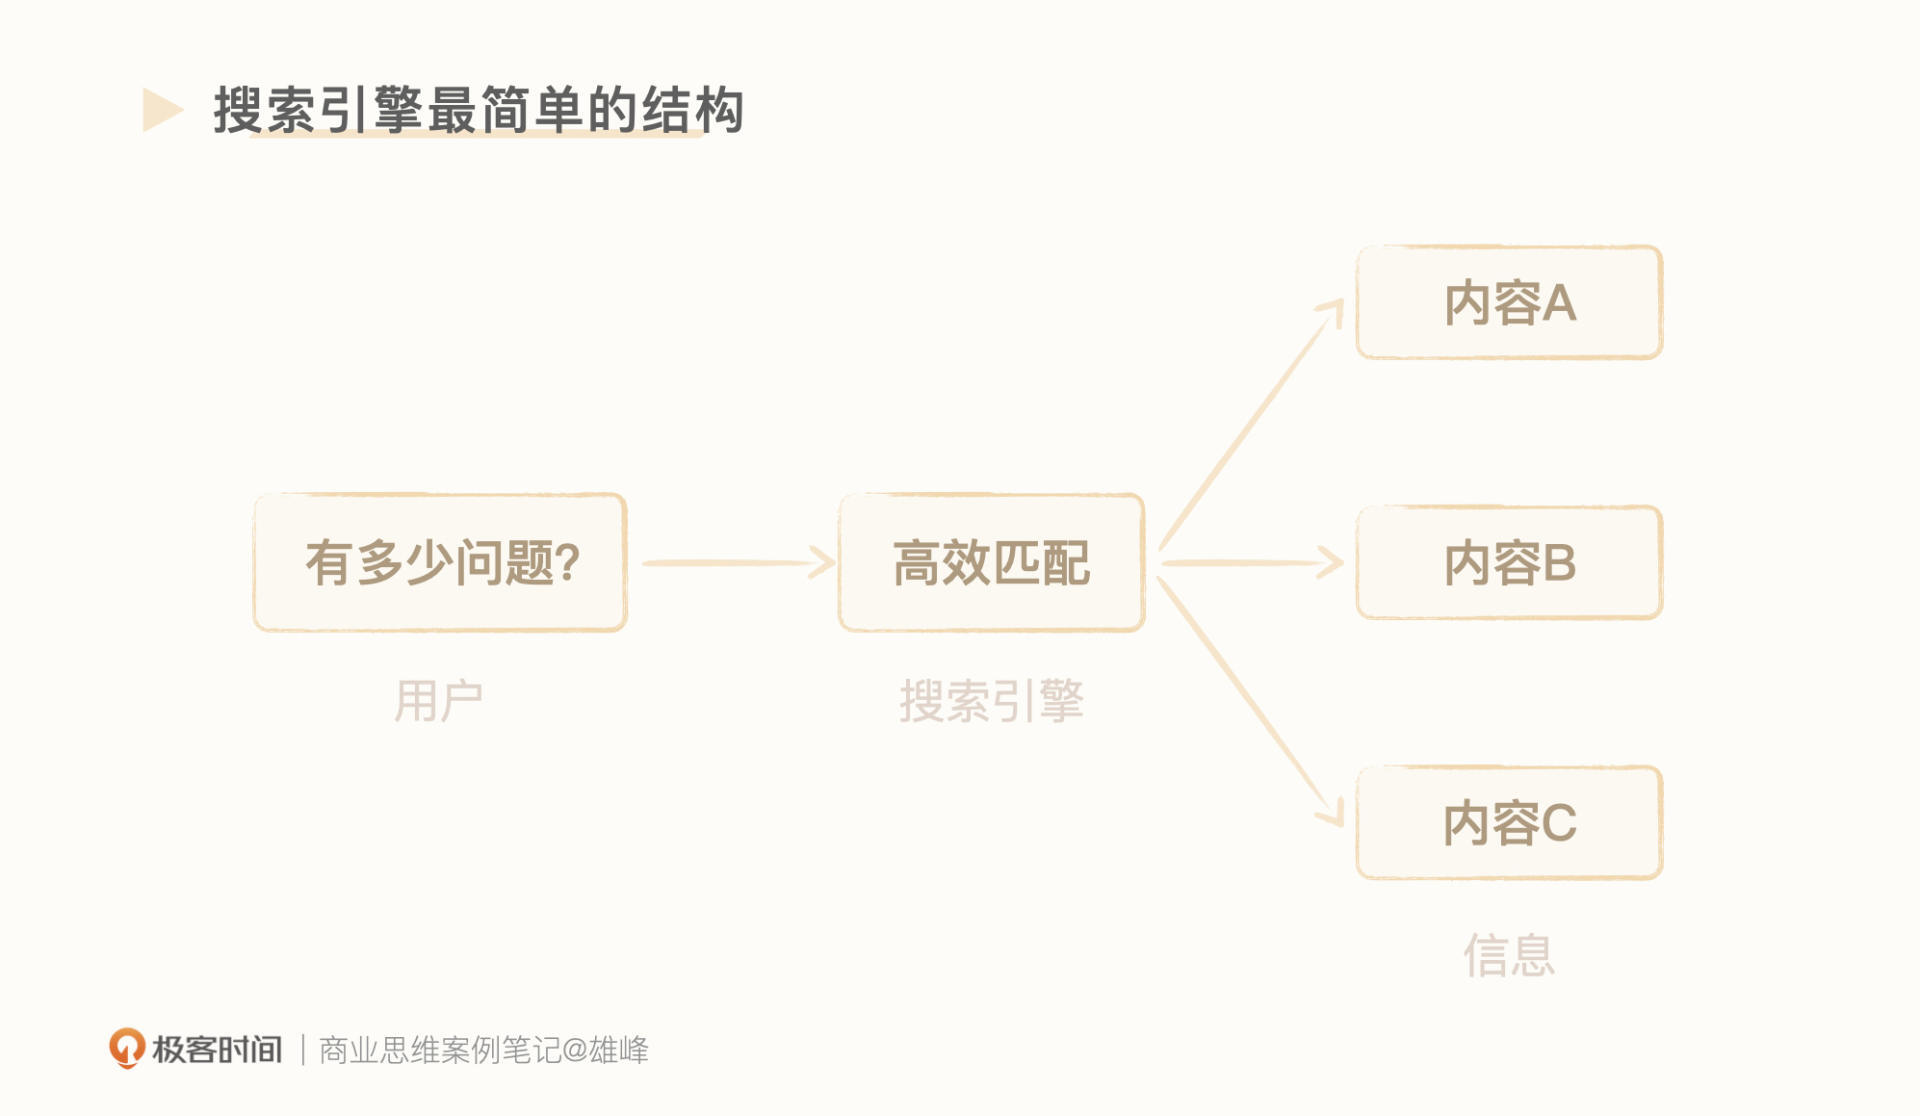 搜索引擎最简单的结构
内容A
有多少问题?
高效匹配
内容B
用户
搜索引擎
内容C
信息
极客时间 | 商业思维案例笔记@雄峰